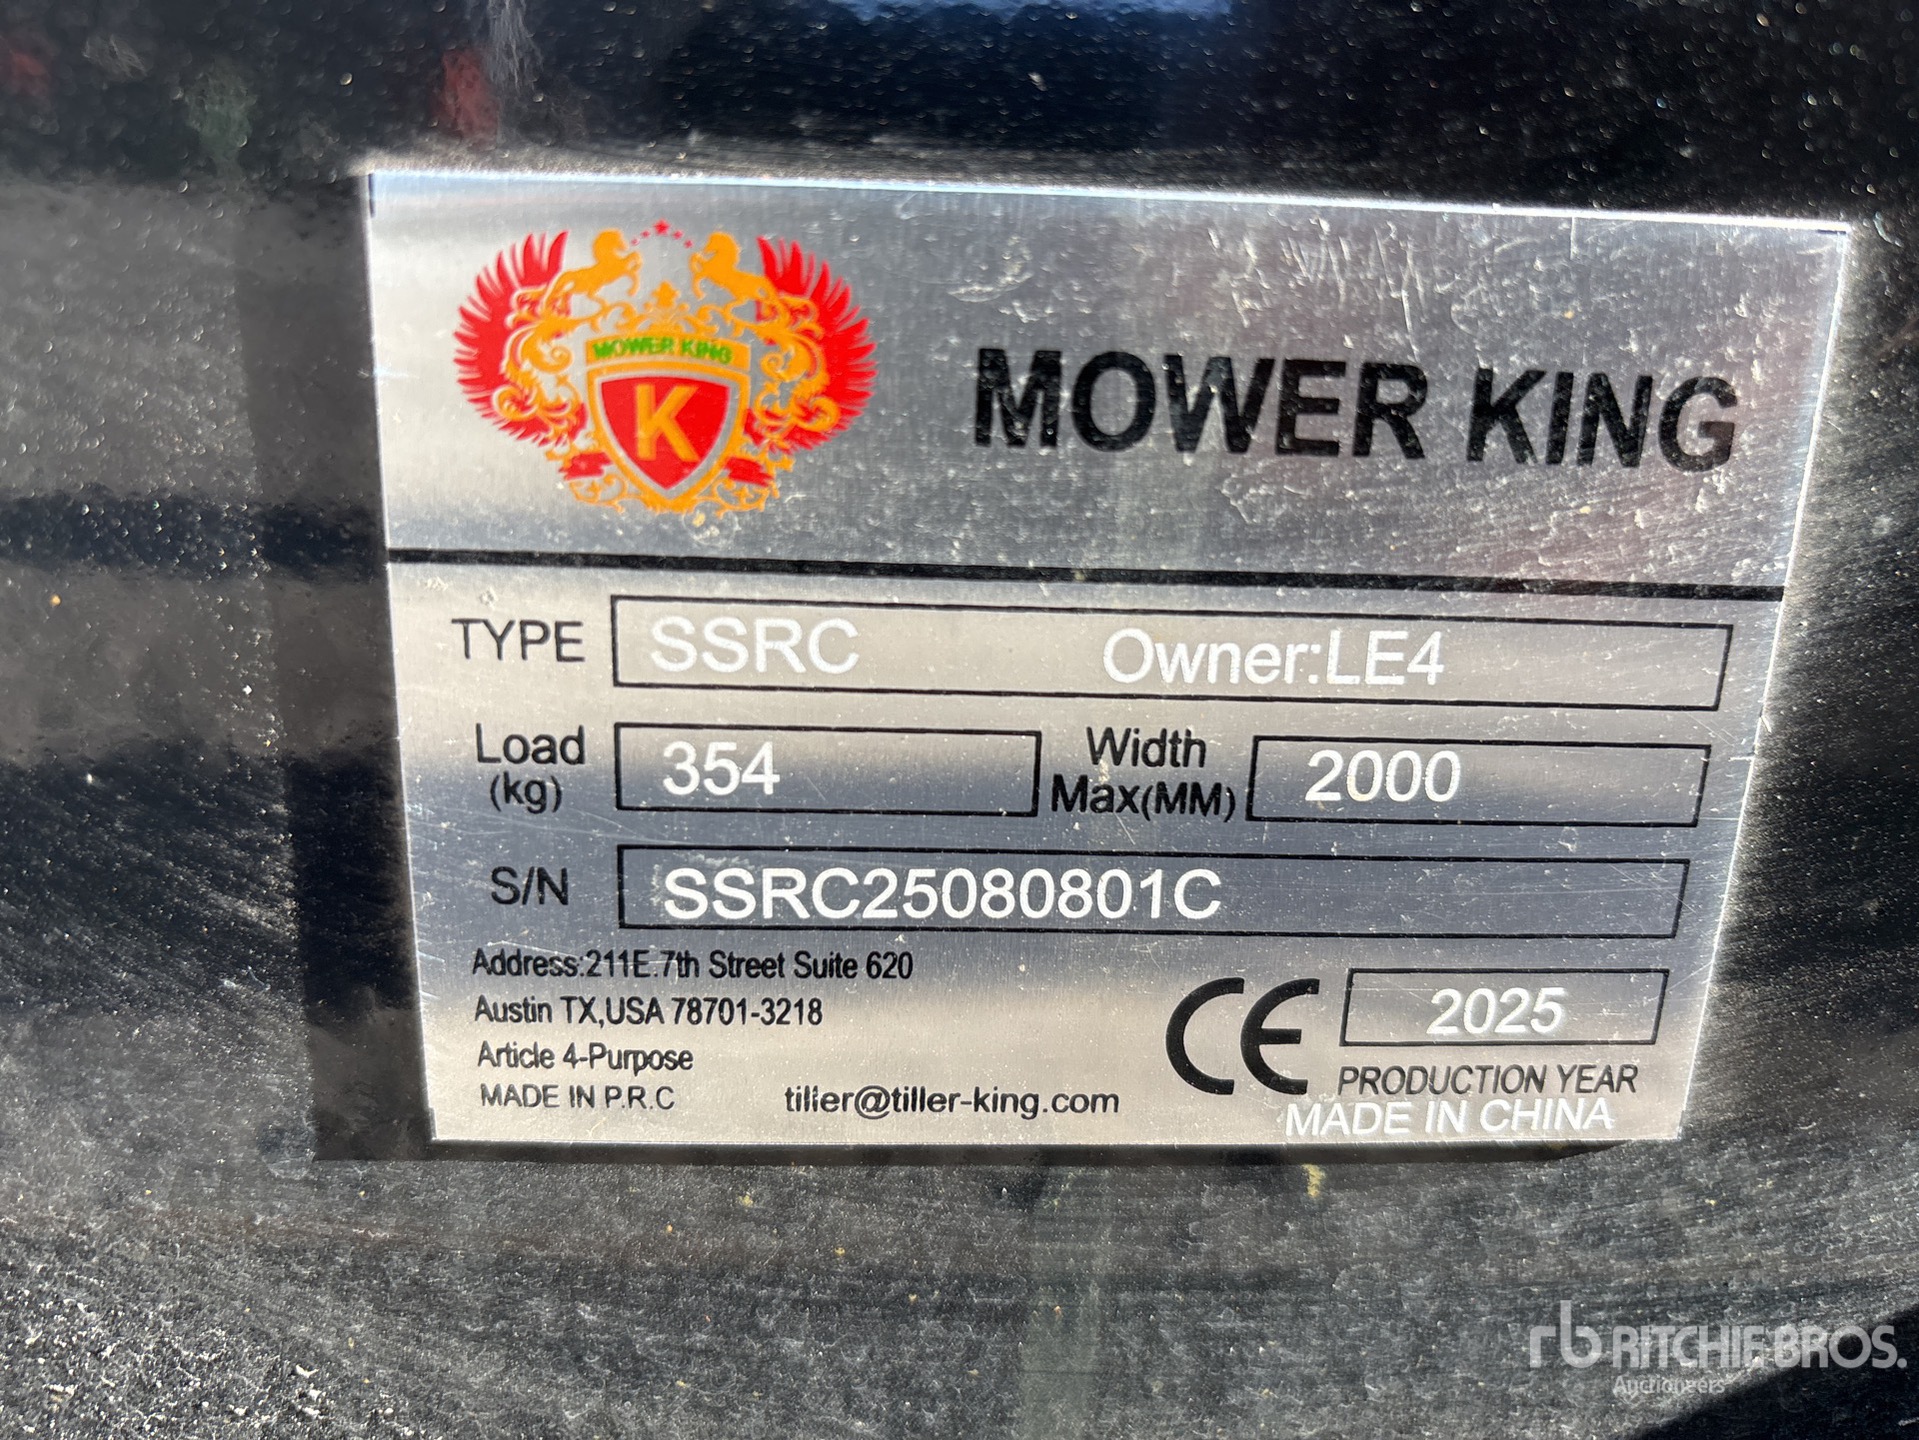 MOWER KING
K
MOWER KING
TYPE SSRC Owner:LE4
Load (kg) 354 Width Max(MM) 2000
S/N SSRC25080801C
Address:211E.7th Street Suite 620
Austin TX,USA 78701-3218
Article 4-Purpose
MADE IN P.R.C tiller@tiller-king.com
CE 2025
PRODUCTION YEAR
MADE IN CHINA
rb RITCHIE BROS.
Auctioneers